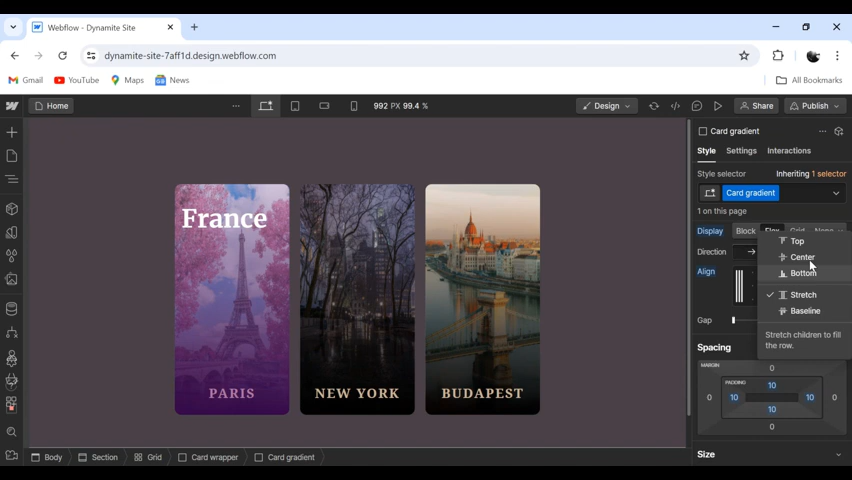 Webflow - Dynamite Site
dynamite-site-7aff1d.design.webflow.com
Gmail YouTube Maps News All Bookmarks
Home 992 PX 99.4 % Design Share Publish
Card gradient
Style Settings Interactions
Style selector Inheriting 1 selector
Card gradient
1 on this page
Display Block
Top
Direction
Center
Align
Bottom
Stretch
Baseline
Gap
Stretch children to fill
the row.
Spacing
MARGIN 0
PADDING 10
0 10 10 0
10
0
Size
France
PARIS
NEW YORK
BUDAPEST
Body Section Grid Card wrapper Card gradient